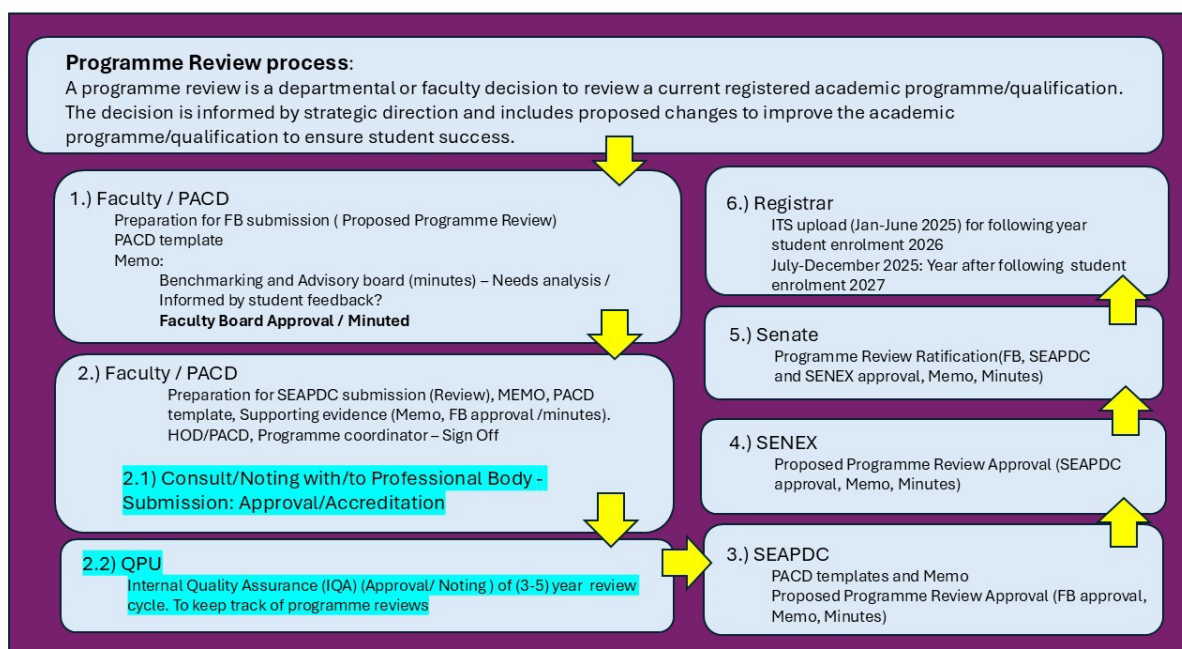 Programme Review process:
A programme review is a departmental or faculty decision to review a current registered academic programme/qualification.
The decision is informed by strategic direction and includes proposed changes to improve the academic
programme/qualification to ensure student success.
1.) Faculty / PACD
Preparation for FB submission ( Proposed Programme Review)
PACD template
Memo:
Benchmarking and Advisory board (minutes) – Needs analysis /
Informed by student feedback?
Faculty Board Approval / Minuted
2.) Faculty / PACD
Preparation for SEAPDC submission (Review), MEMO, PACD
template, Supporting evidence (Memo, FB approval /minutes).
HOD/PACD, Programme coordinator – Sign Off
2.1) Consult/Noting with/to Professional Body -
Submission: Approval/Accreditation
2.2) QPU
Internal Quality Assurance (IQA) (Approval/ Noting ) of (3-5) year review
cycle. To keep track of programme reviews
3.) SEAPDC
PACD templates and Memo
Proposed Programme Review Approval (FB approval,
Memo, Minutes)
4.) SENEX
Proposed Programme Review Approval (SEAPDC
approval, Memo, Minutes)
5.) Senate
Programme Review Ratification(FB, SEAPDC
and SENEX approval, Memo, Minutes)
6.) Registrar
ITS upload (Jan-June 2025) for following year
student enrolment 2026
July-December 2025: Year after following student
enrolment 2027